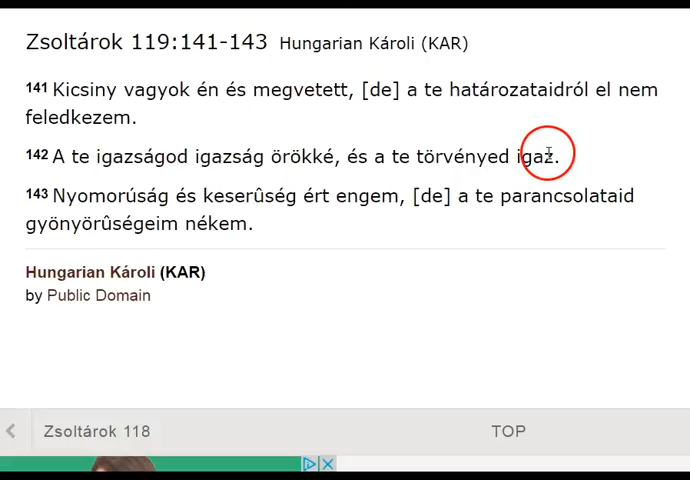 Zsoltárok 119:141-143 Hungarian Károli (KAR)
141 Kicsiny vagyok én és megvetett, [de] a te határozataidról el nem
feledkezem.
142 A te igazságod igazság örökké, és a te törvényed igaz.
143 Nyomorúság és keserûség ért engem, [de] a te parancsolataid
gyönyörûségeim nékem.
Hungarian Károli (KAR)
by Public Domain
Zsoltárok 118 TOP